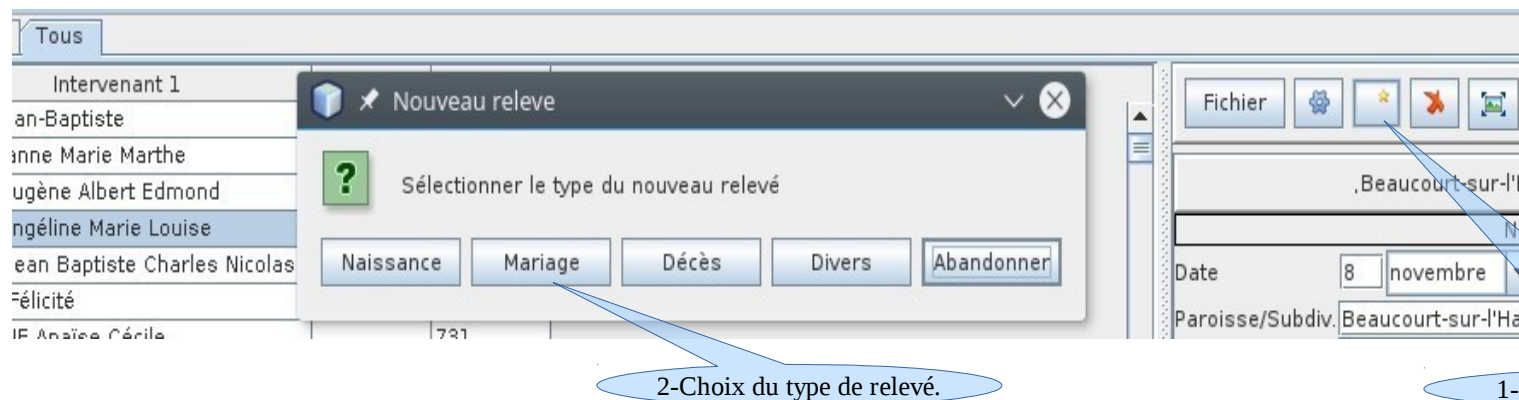 Tous
Intervenant 1
an-Baptiste
anne Marie Marthe
ugène Albert Edmond
ngéline Marie Louise
ean Baptiste Charles Nicolas
Félicité
Anaïse Cécile
731
Nouveau releve
?
Sélectionner le type du nouveau relevé
Naissance
Mariage
Décès
Divers
Abandonner
Fichier
,Beaucourt-sur-l'
N
Date
8
novembre
Paroisse/Subdiv.
Beaucourt-sur-l'Ha
2-Choix du type de relevé.
1-